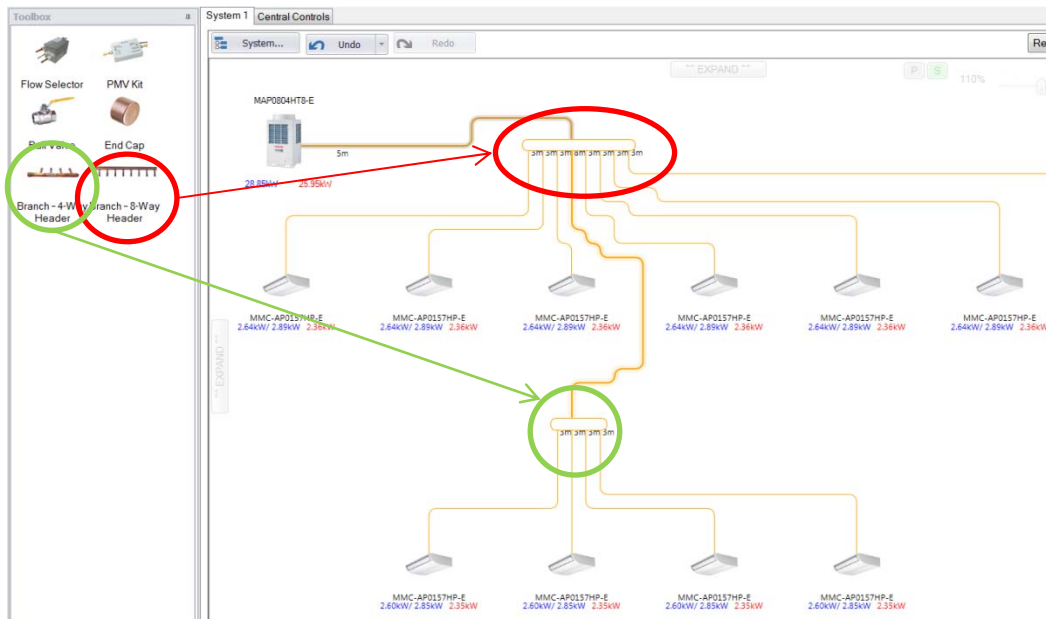 Toolbox
System 1 Central Controls
System... Undo Redo Re
Flow Selector PMV Kit
** EXPAND ** P S 110%
MAP0804HT8-E
Ball Valve End Cap
5m
3m 3m 3m 8m 3m 3m 3m 3m
28.85kW 25.95kW
Branch - 4-Way Header
Branch - 8-Way Header
MMC-AP0157HP-E MMC-AP0157HP-E MMC-AP0157HP-E MMC-AP0157HP-E MMC-AP0157HP-E MMC-AP0157HP-E
2.64kW/ 2.89kW 2.36kW 2.64kW/ 2.89kW 2.36kW 2.64kW/ 2.89kW 2.36kW 2.64kW/ 2.89kW 2.36kW 2.64kW/ 2.89kW 2.36kW 2.64kW/ 2.89kW 2.36kW
** EXPAND **
3m 3m 3m 3m
MMC-AP0157HP-E MMC-AP0157HP-E MMC-AP0157HP-E MMC-AP0157HP-E
2.60kW/ 2.85kW 2.35kW 2.60kW/ 2.85kW 2.35kW 2.60kW/ 2.85kW 2.35kW 2.60kW/ 2.85kW 2.35kW